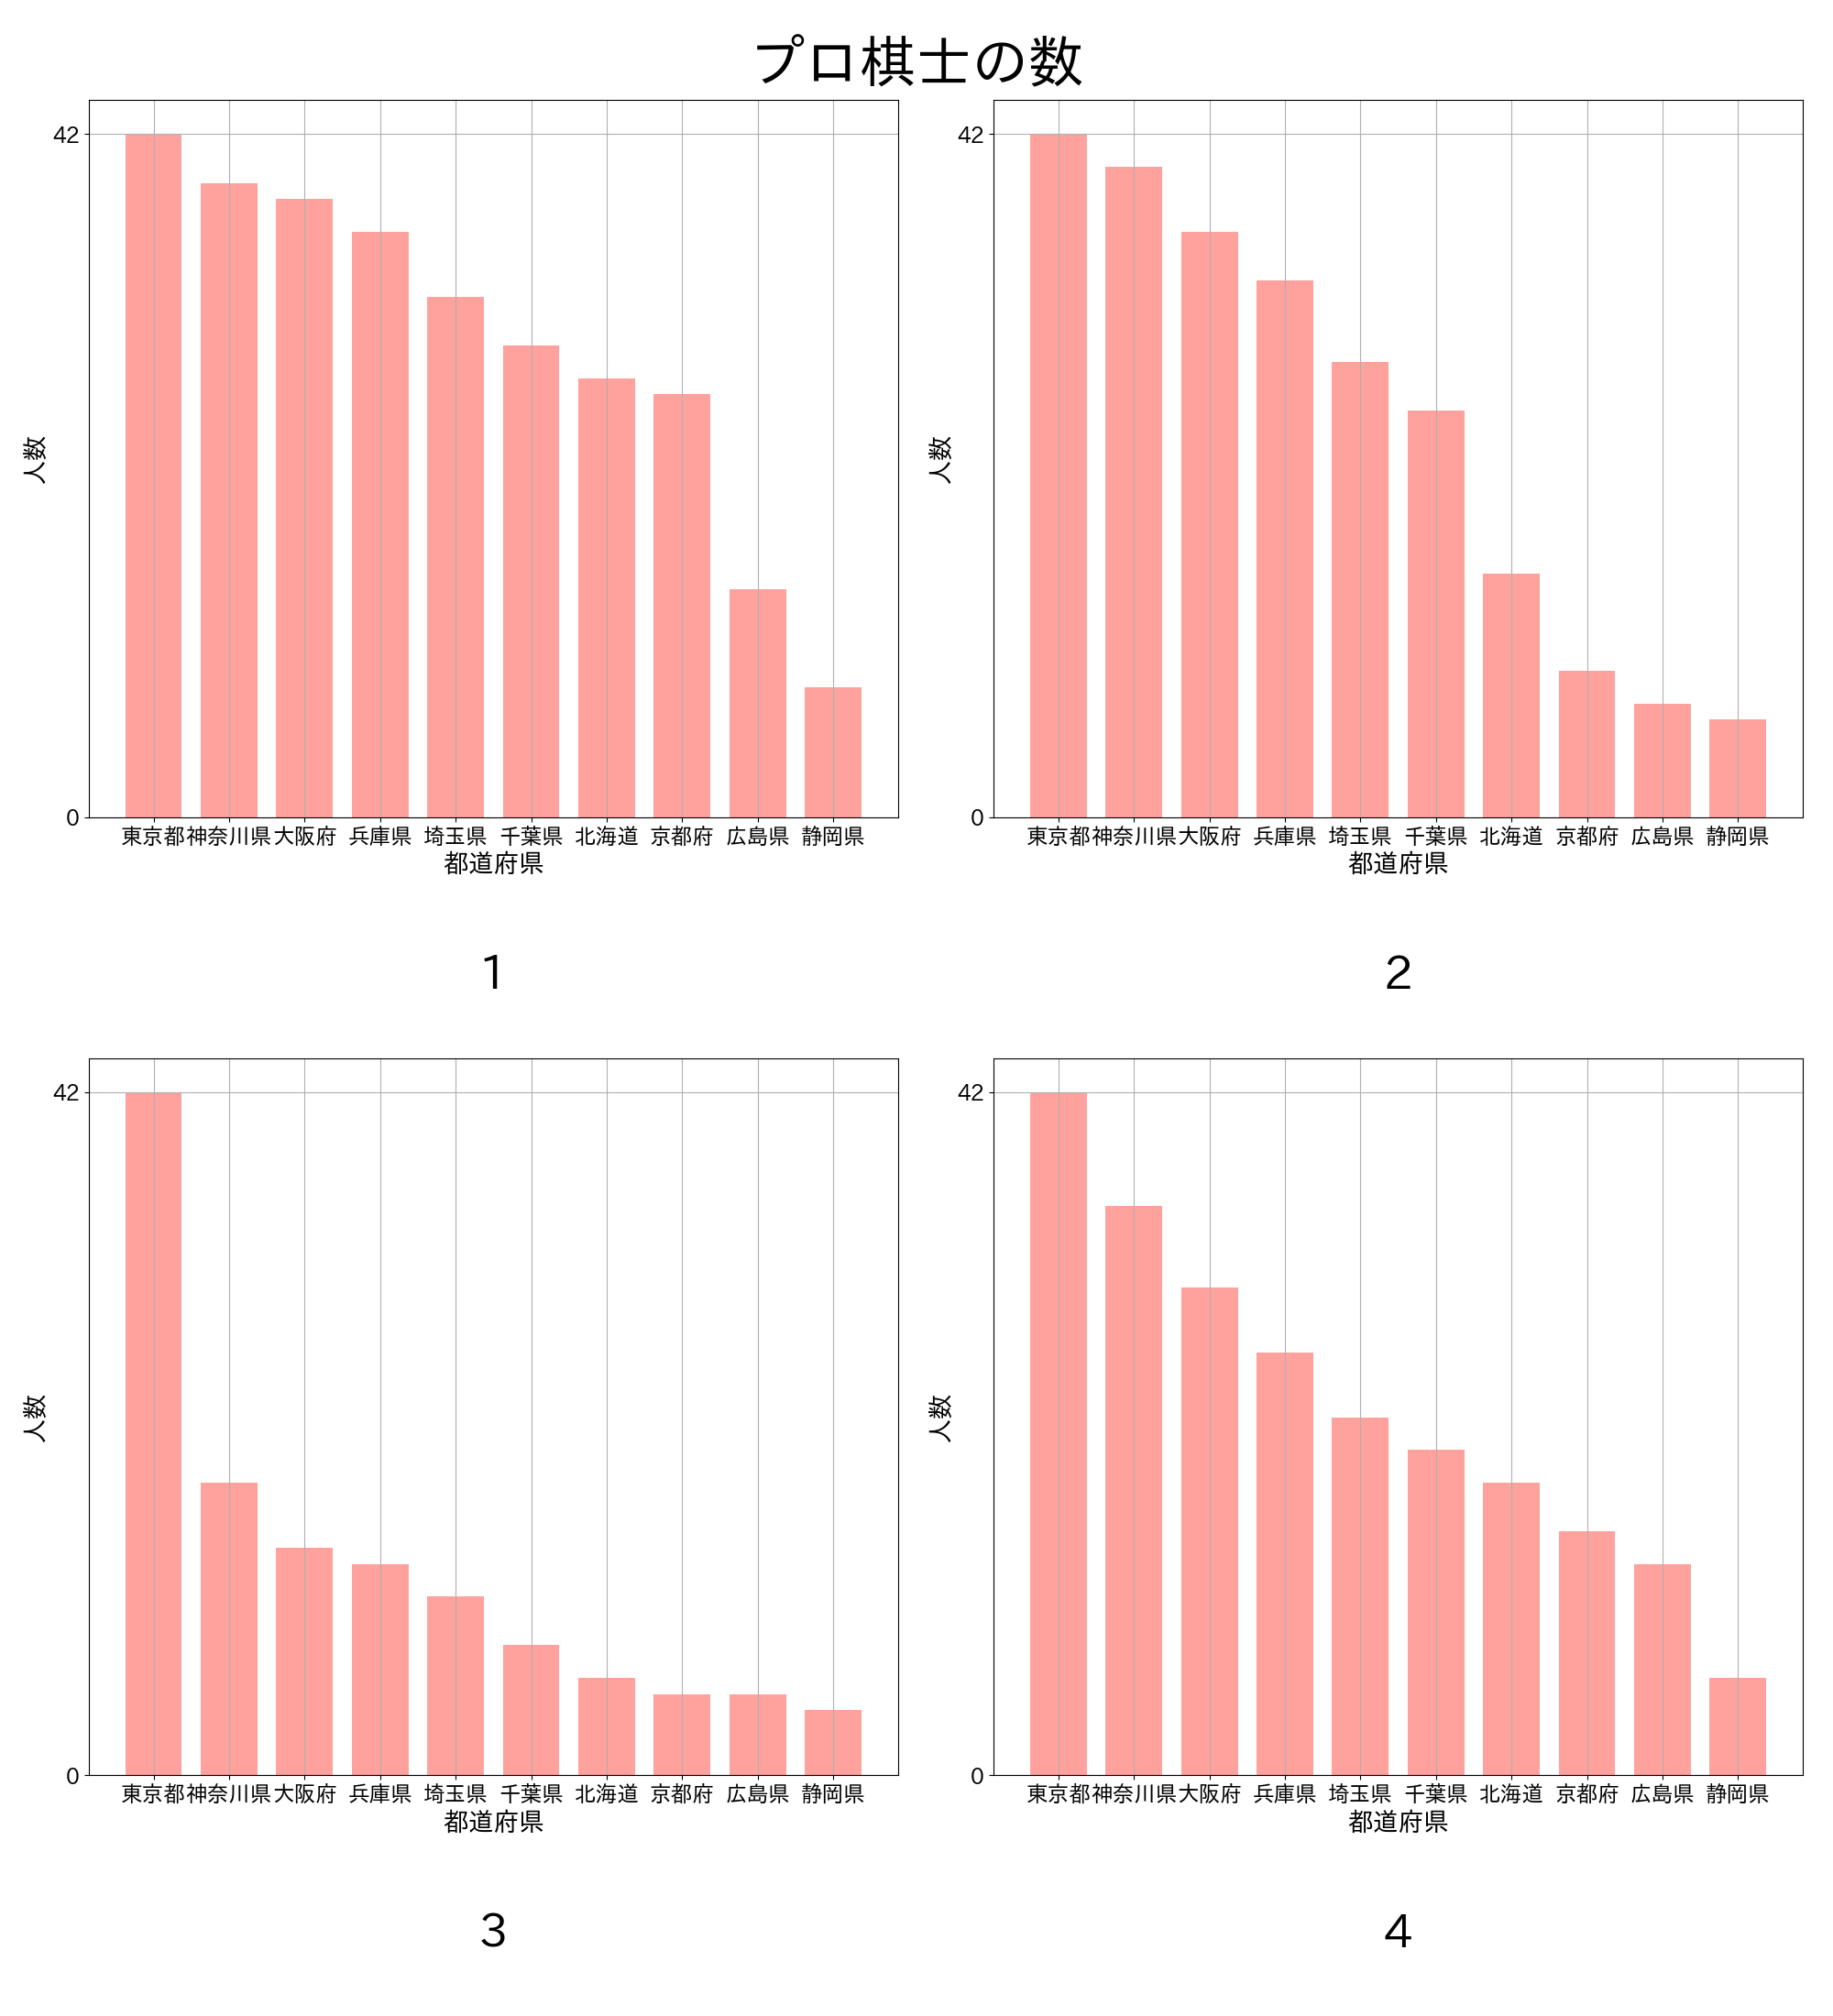 プロ棋士の数
42
0
人数
東京都 神奈川県 大阪府 兵庫県 埼玉県 千葉県 北海道 京都府 広島県 静岡県
都道府県
1
42
0
人数
東京都 神奈川県 大阪府 兵庫県 埼玉県 千葉県 北海道 京都府 広島県 静岡県
都道府県
2
42
0
人数
東京都 神奈川県 大阪府 兵庫県 埼玉県 千葉県 北海道 京都府 広島県 静岡県
都道府県
3
42
0
人数
東京都 神奈川県 大阪府 兵庫県 埼玉県 千葉県 北海道 京都府 広島県 静岡県
都道府県
4